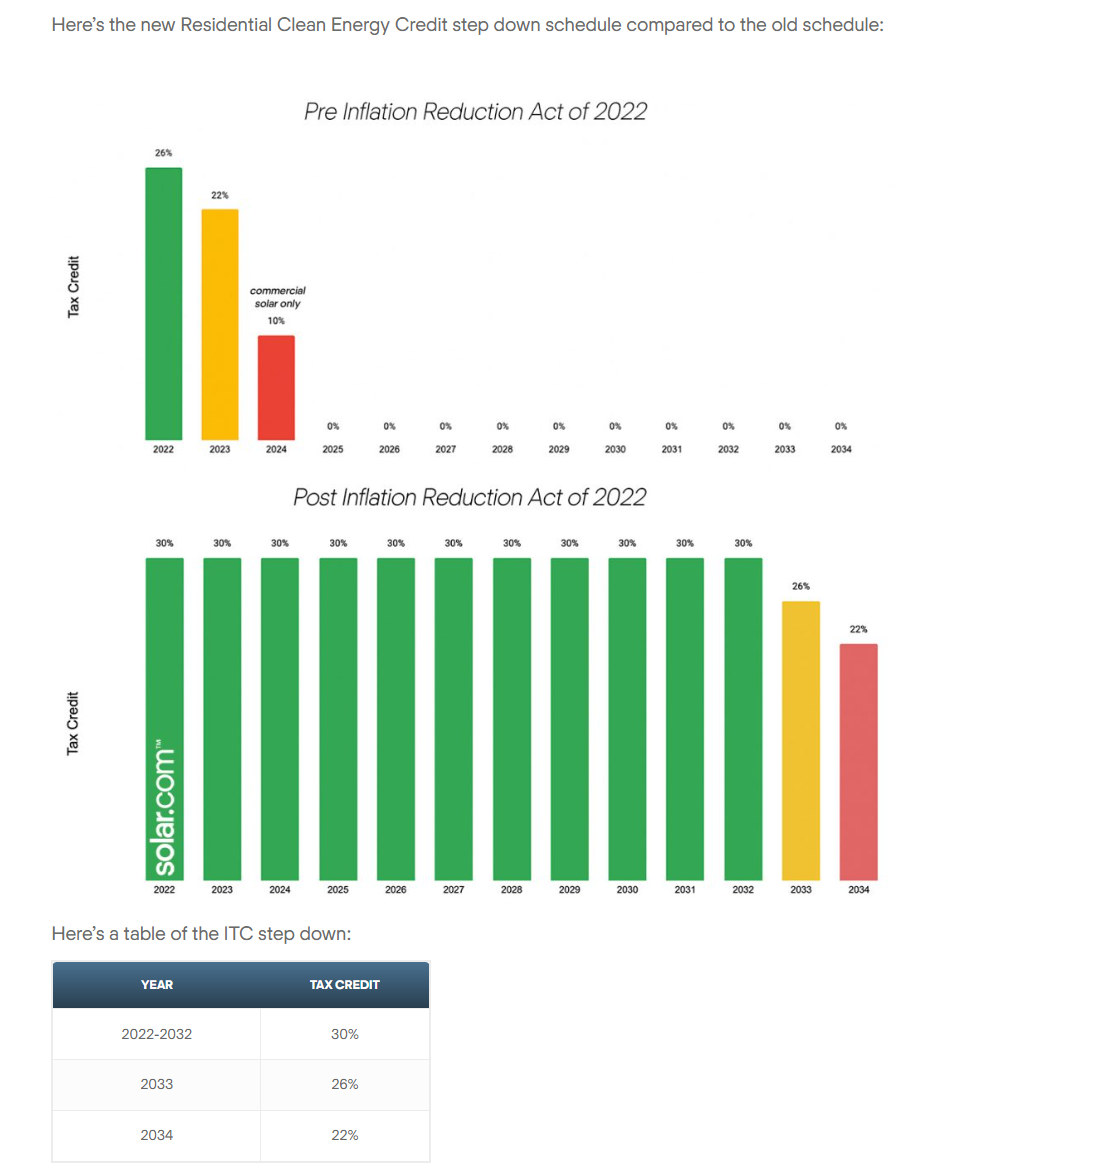 Here's the new Residential Clean Energy Credit step down schedule compared to the old schedule:
Pre Inflation Reduction Act of 2022
Tax Credit
26%
22%
commercial
solar only
10%
0% 0% 0% 0% 0% 0% 0% 0% 0% 0%
2022 2023 2024 2025 2026 2027 2028 2029 2030 2031 2032 2033 2034
Post Inflation Reduction Act of 2022
Tax Credit
30% 30% 30% 30% 30% 30% 30% 30% 30% 30% 30%
26%
22%
solar.com™
2022 2023 2024 2025 2026 2027 2028 2029 2030 2031 2032 2033 2034
Here's a table of the ITC step down:
YEAR TAX CREDIT
2022-2032 30%
2033 26%
2034 22%